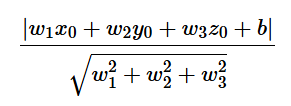 |w₁x₀ + w₂y₀ + w₃z₀ + b|
√(w₁² + w₂² + w₃²)